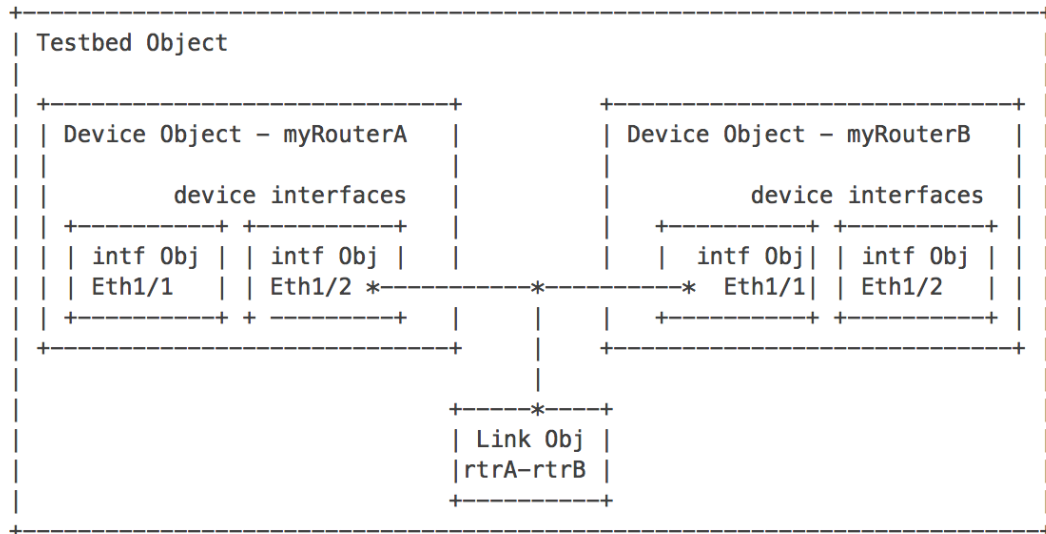 Testbed Object
Device Object – myRouterA Device Object – myRouterB
device interfaces device interfaces
intf Obj intf Obj intf Obj intf Obj
Eth1/1 Eth1/2 Eth1/1 Eth1/2
Link Obj
rtrA–rtrB